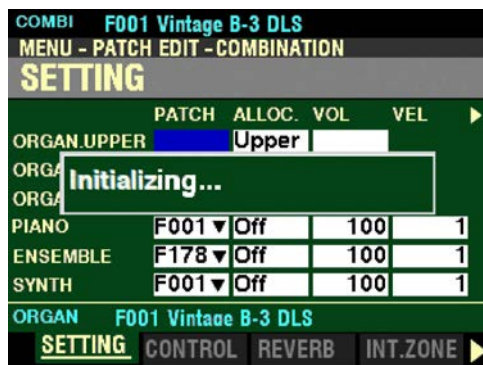 COMBI F001 Vintage B-3 DLS
MENU - PATCH EDIT - COMBINATION
SETTING
PATCH ALLOC. VOL VEL
ORGAN.UPPER Upper
ORGA
Initializing...
ORGA
PIANO F001 Off 100 1
ENSEMBLE F178 Off 100 1
SYNTH F001 Off 100 1
ORGAN F001 Vintage B-3 DLS
SETTING CONTROL REVERB INT.ZONE